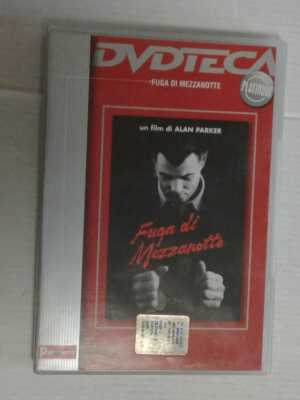 DVDTECA
FUGA DI MEZZANOTTE
PLATINUM
un film di ALAN PARKER
Fuga di
Mezzanotte